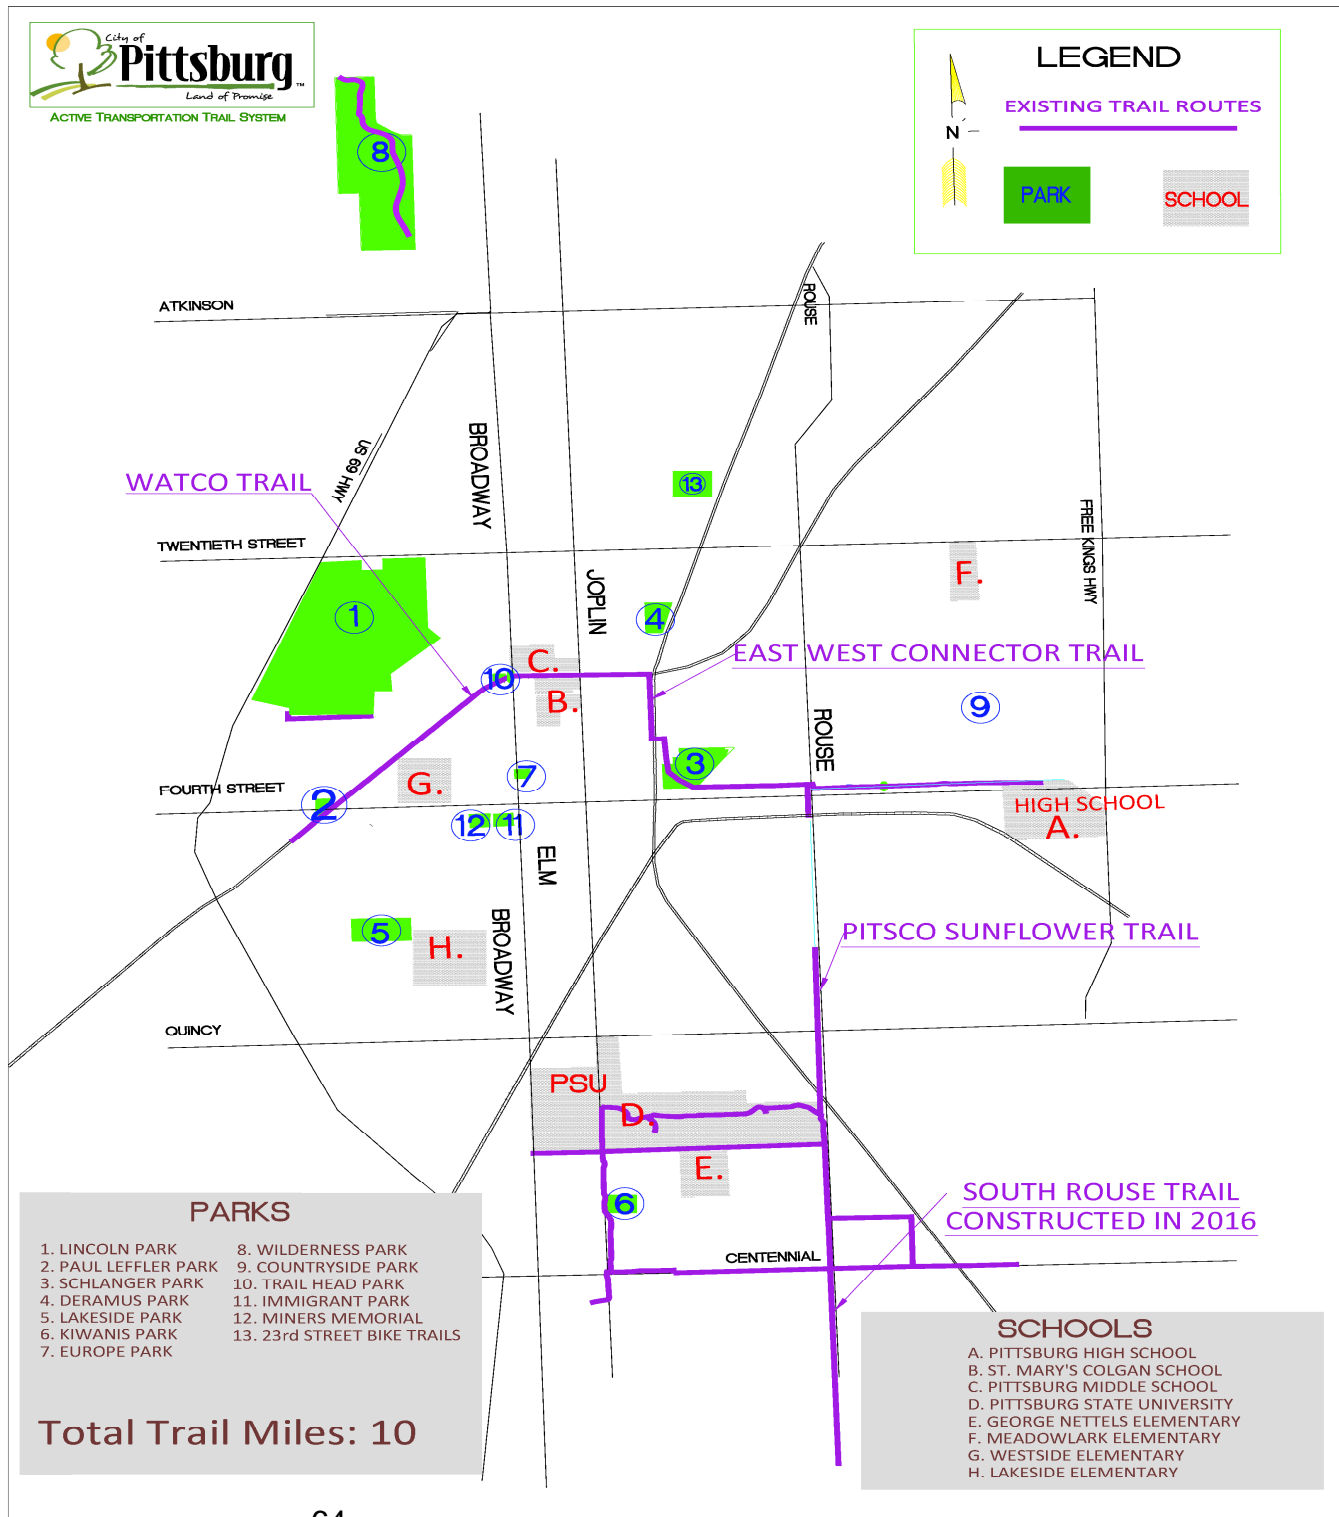 City of
Pittsburg™
Land of Promise
ACTIVE TRANSPORTATION TRAIL SYSTEM
LEGEND
EXISTING TRAIL ROUTES
N
PARK
SCHOOL
8
ATKINSON
ROUSE
BROADWAY
US 69 HWY
WATCO TRAIL
13
FREE KINGS HWY
TWENTIETH STREET
F.
JOPLIN
1
4
C.
EAST WEST CONNECTOR TRAIL
10
B.
9
ROUSE
3
7
G.
FOURTH STREET
2
HIGH SCHOOL
A.
12
11
ELM
5
H.
BROADWAY
PITSCO SUNFLOWER TRAIL
QUINCY
PSU
D.
E.
6
SOUTH ROUSE TRAIL
CONSTRUCTED IN 2016
CENTENNIAL
PARKS
1. LINCOLN PARK
2. PAUL LEFFLER PARK
3. SCHLANGER PARK
4. DERAMUS PARK
5. LAKESIDE PARK
6. KIWANIS PARK
7. EUROPE PARK
8. WILDERNESS PARK
9. COUNTRYSIDE PARK
10. TRAIL HEAD PARK
11. IMMIGRANT PARK
12. MINERS MEMORIAL
13. 23rd STREET BIKE TRAILS
Total Trail Miles: 10
SCHOOLS
A. PITTSBURG HIGH SCHOOL
B. ST. MARY'S COLGAN SCHOOL
C. PITTSBURG MIDDLE SCHOOL
D. PITTSBURG STATE UNIVERSITY
E. GEORGE NETTELS ELEMENTARY
F. MEADOWLARK ELEMENTARY
G. WESTSIDE ELEMENTARY
H. LAKESIDE ELEMENTARY